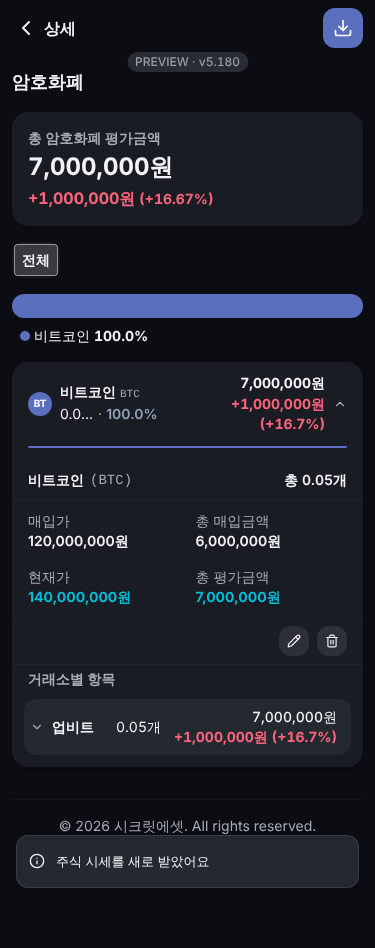 상세
PREVIEW · v5.180
암호화폐
총 암호화폐 평가금액
7,000,000원
+1,000,000원 (+16.67%)
전체
비트코인 100.0%
BT
비트코인 BTC
7,000,000원
0.0... · 100.0%
+1,000,000원
(+16.7%)
비트코인 (BTC)
총 0.05개
매입가
총 매입금액
120,000,000원
6,000,000원
현재가
총 평가금액
140,000,000원
7,000,000원
거래소별 항목
업비트
0.05개
7,000,000원
+1,000,000원 (+16.7%)
© 2026 시크릿에셋. All rights reserved.
주식 시세를 새로 받았어요